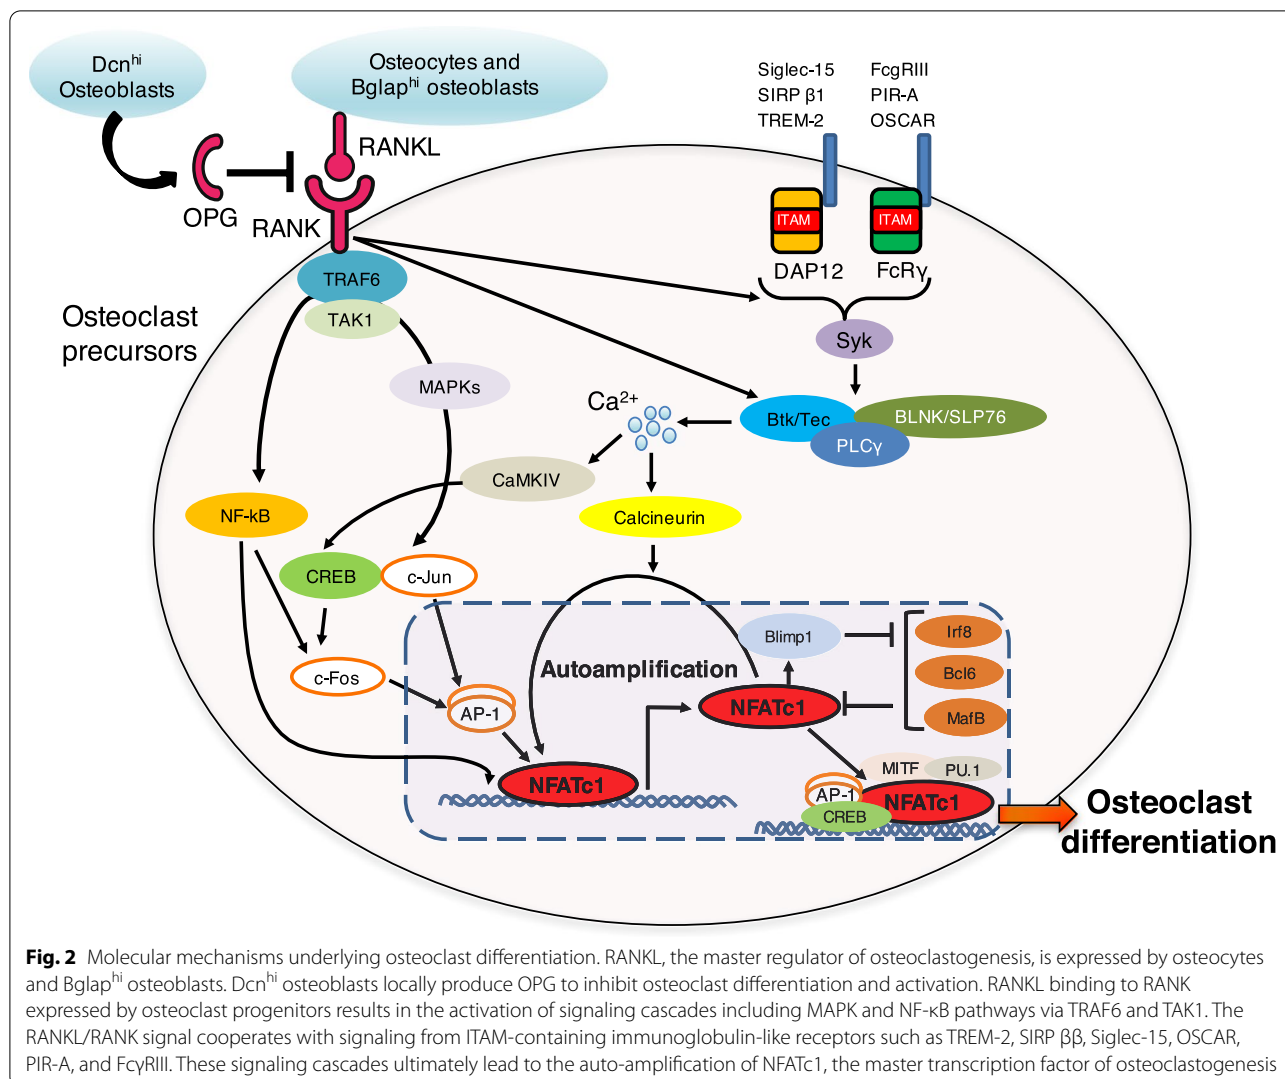 Dcnhi
Osteoblasts
Osteocytes and
Bglaphi osteoblasts
Siglec-15
SIRP β1
TREM-2
FcgRIII
PIR-A
OSCAR
RANKL
OPG
RANK
ITAM
ITAM
DAP12
FcRγ
TRAF6
TAK1
Osteoclast
precursors
Syk
MAPKs
Ca2+
Btk/Tec
BLNK/SLP76
PLCγ
CaMKIV
NF-kB
Calcineurin
CREB
c-Jun
Blimp1
Irf8
Autoamplification
c-Fos
Bcl6
AP-1
NFATc1
MafB
NFATc1
MITF
PU.1
AP-1
NFATc1
CREB
Osteoclast
differentiation
Fig. 2 Molecular mechanisms underlying osteoclast differentiation. RANKL, the master regulator of osteoclastogenesis, is expressed by osteocytes
and Bglaphi osteoblasts. Dcnhi osteoblasts locally produce OPG to inhibit osteoclast differentiation and activation. RANKL binding to RANK
expressed by osteoclast progenitors results in the activation of signaling cascades including MAPK and NF-κB pathways via TRAF6 and TAK1. The
RANKL/RANK signal cooperates with signaling from ITAM-containing immunoglobulin-like receptors such as TREM-2, SIRP ββ, Siglec-15, OSCAR,
PIR-A, and FcγRIII. These signaling cascades ultimately lead to the auto-amplification of NFATc1, the master transcription factor of osteoclastogenesis